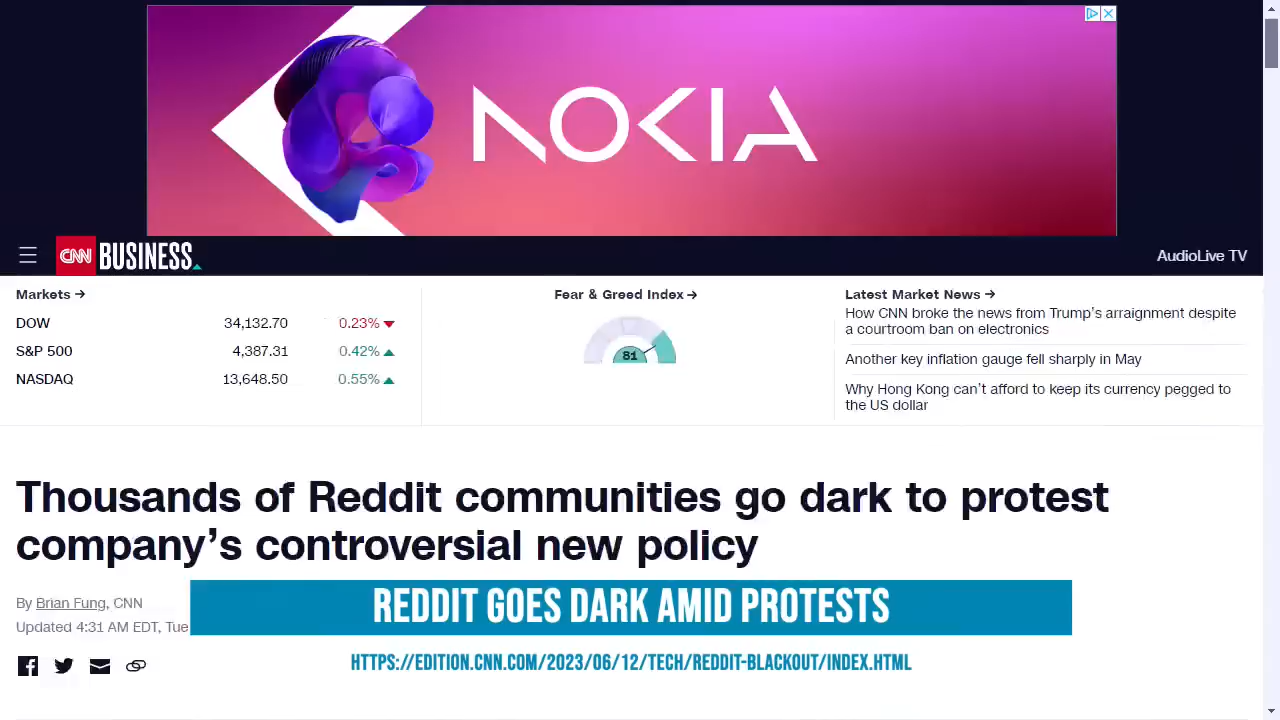 NOKIA
CNN BUSINESS
AudioLive TV
Markets →
DOW 34,132.70 0.23%
S&P 500 4,387.31 0.42%
NASDAQ 13,648.50 0.55%
Fear & Greed Index →
81
Latest Market News →
How CNN broke the news from Trump's arraignment despite
a courtroom ban on electronics
Another key inflation gauge fell sharply in May
Why Hong Kong can't afford to keep its currency pegged to
the US dollar
Thousands of Reddit communities go dark to protest
company's controversial new policy
By Brian Fung, CNN
Updated 4:31 AM EDT, Tue
REDDIT GOES DARK AMID PROTESTS
HTTPS://EDITION.CNN.COM/2023/06/12/TECH/REDDIT-BLACKOUT/INDEX.HTML